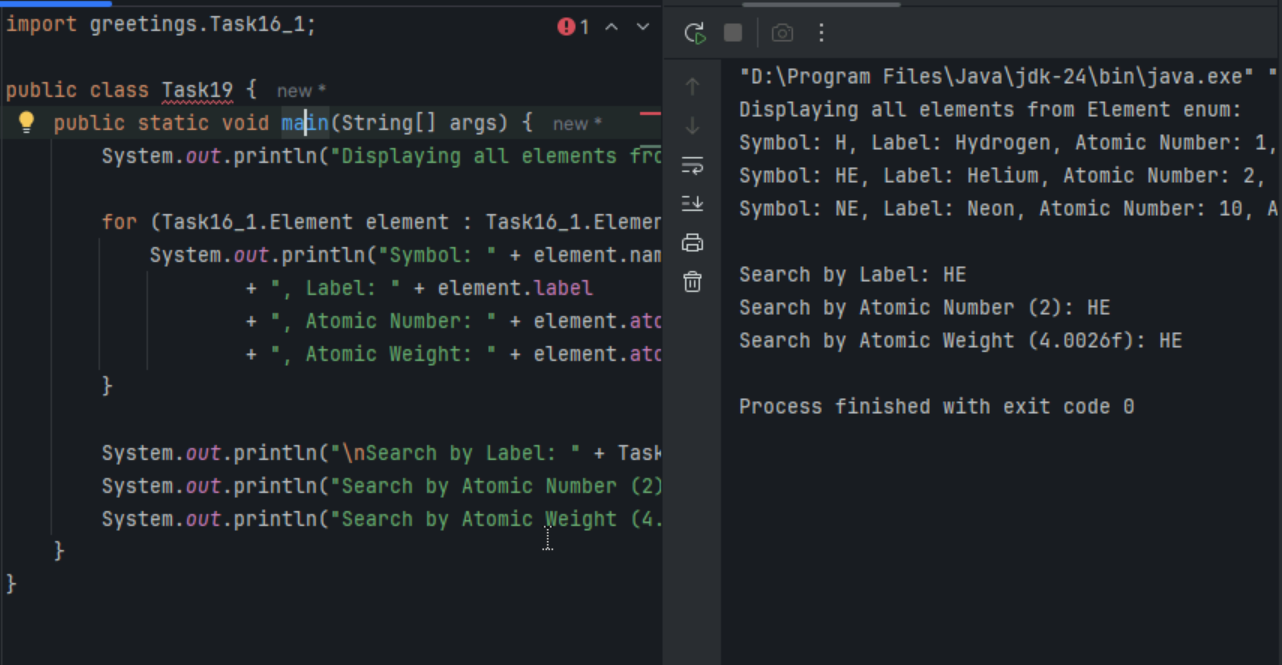 import greetings.Task16_1;
1
public class Task19 { new *
public static void main(String[] args) { new *
System.out.println("Displaying all elements fro
for (Task16_1.Element element : Task16_1.Elemen
System.out.println("Symbol: " + element.nam
+ ", Label: " + element.label
+ ", Atomic Number: " + element.ato
+ ", Atomic Weight: " + element.ato
}
System.out.println("\nSearch by Label: " + Task
System.out.println("Search by Atomic Number (2)
System.out.println("Search by Atomic Weight (4.
}
}
"D:\Program Files\Java\jdk-24\bin\java.exe" "
Displaying all elements from Element enum:
Symbol: H, Label: Hydrogen, Atomic Number: 1,
Symbol: HE, Label: Helium, Atomic Number: 2,
Symbol: NE, Label: Neon, Atomic Number: 10, A
Search by Label: HE
Search by Atomic Number (2): HE
Search by Atomic Weight (4.0026f): HE
Process finished with exit code 0